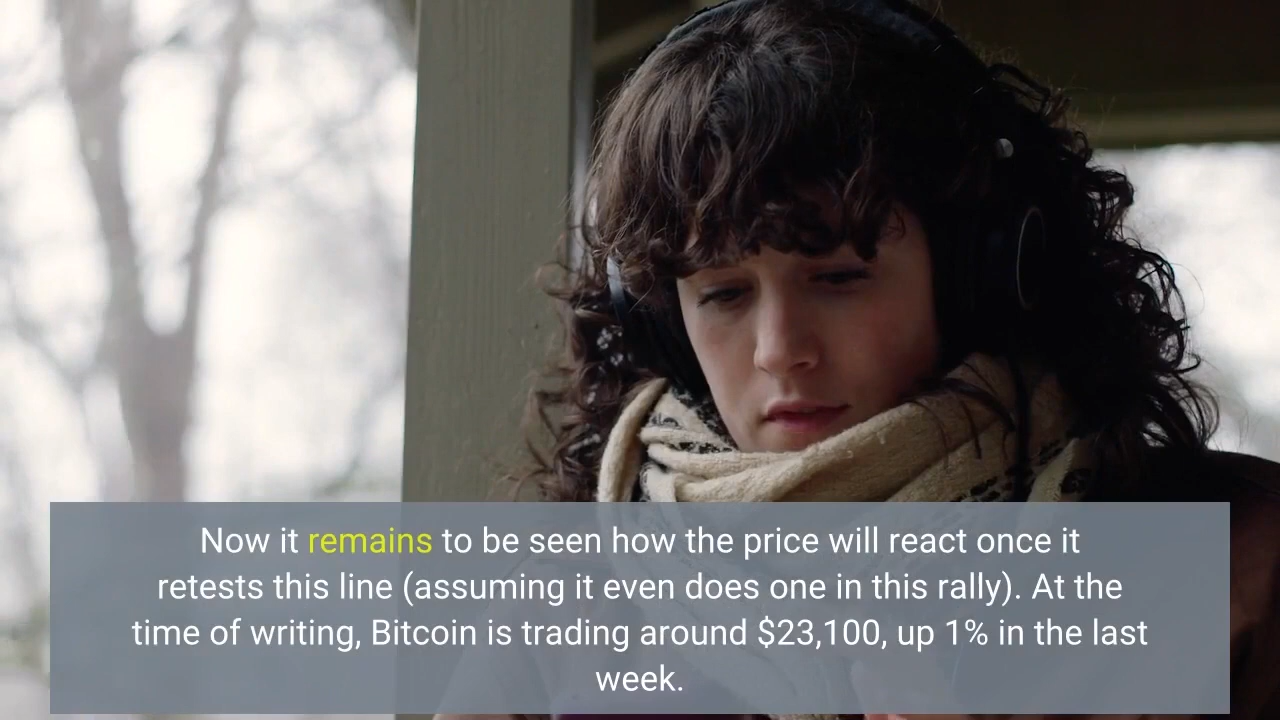 Now it remains to be seen how the price will react once it
retests this line (assuming it even does one in this rally). At the
time of writing, Bitcoin is trading around $23,100, up 1% in the last
week.